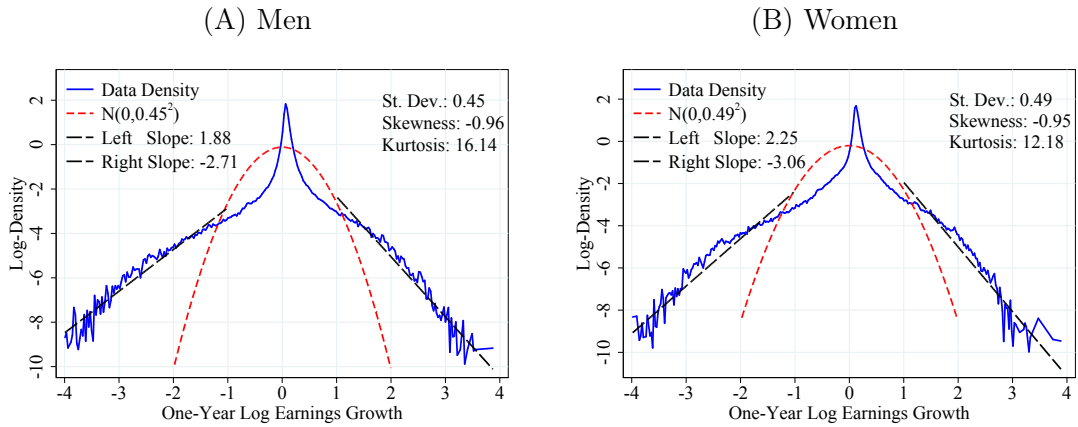 (A) Men
Data Density
N(0,0.45²)
Left Slope: 1.88
Right Slope: -2.71
St. Dev.: 0.45
Skewness: -0.96
Kurtosis: 16.14
Log-Density
2
0
-2
-4
-6
-8
-10
-4 -3 -2 -1 0 1 2 3 4
One-Year Log Earnings Growth
(B) Women
Data Density
N(0,0.49²)
Left Slope: 2.25
Right Slope: -3.06
St. Dev.: 0.49
Skewness: -0.95
Kurtosis: 12.18
Log-Density
2
0
-2
-4
-6
-8
-10
-4 -3 -2 -1 0 1 2 3 4
One-Year Log Earnings Growth